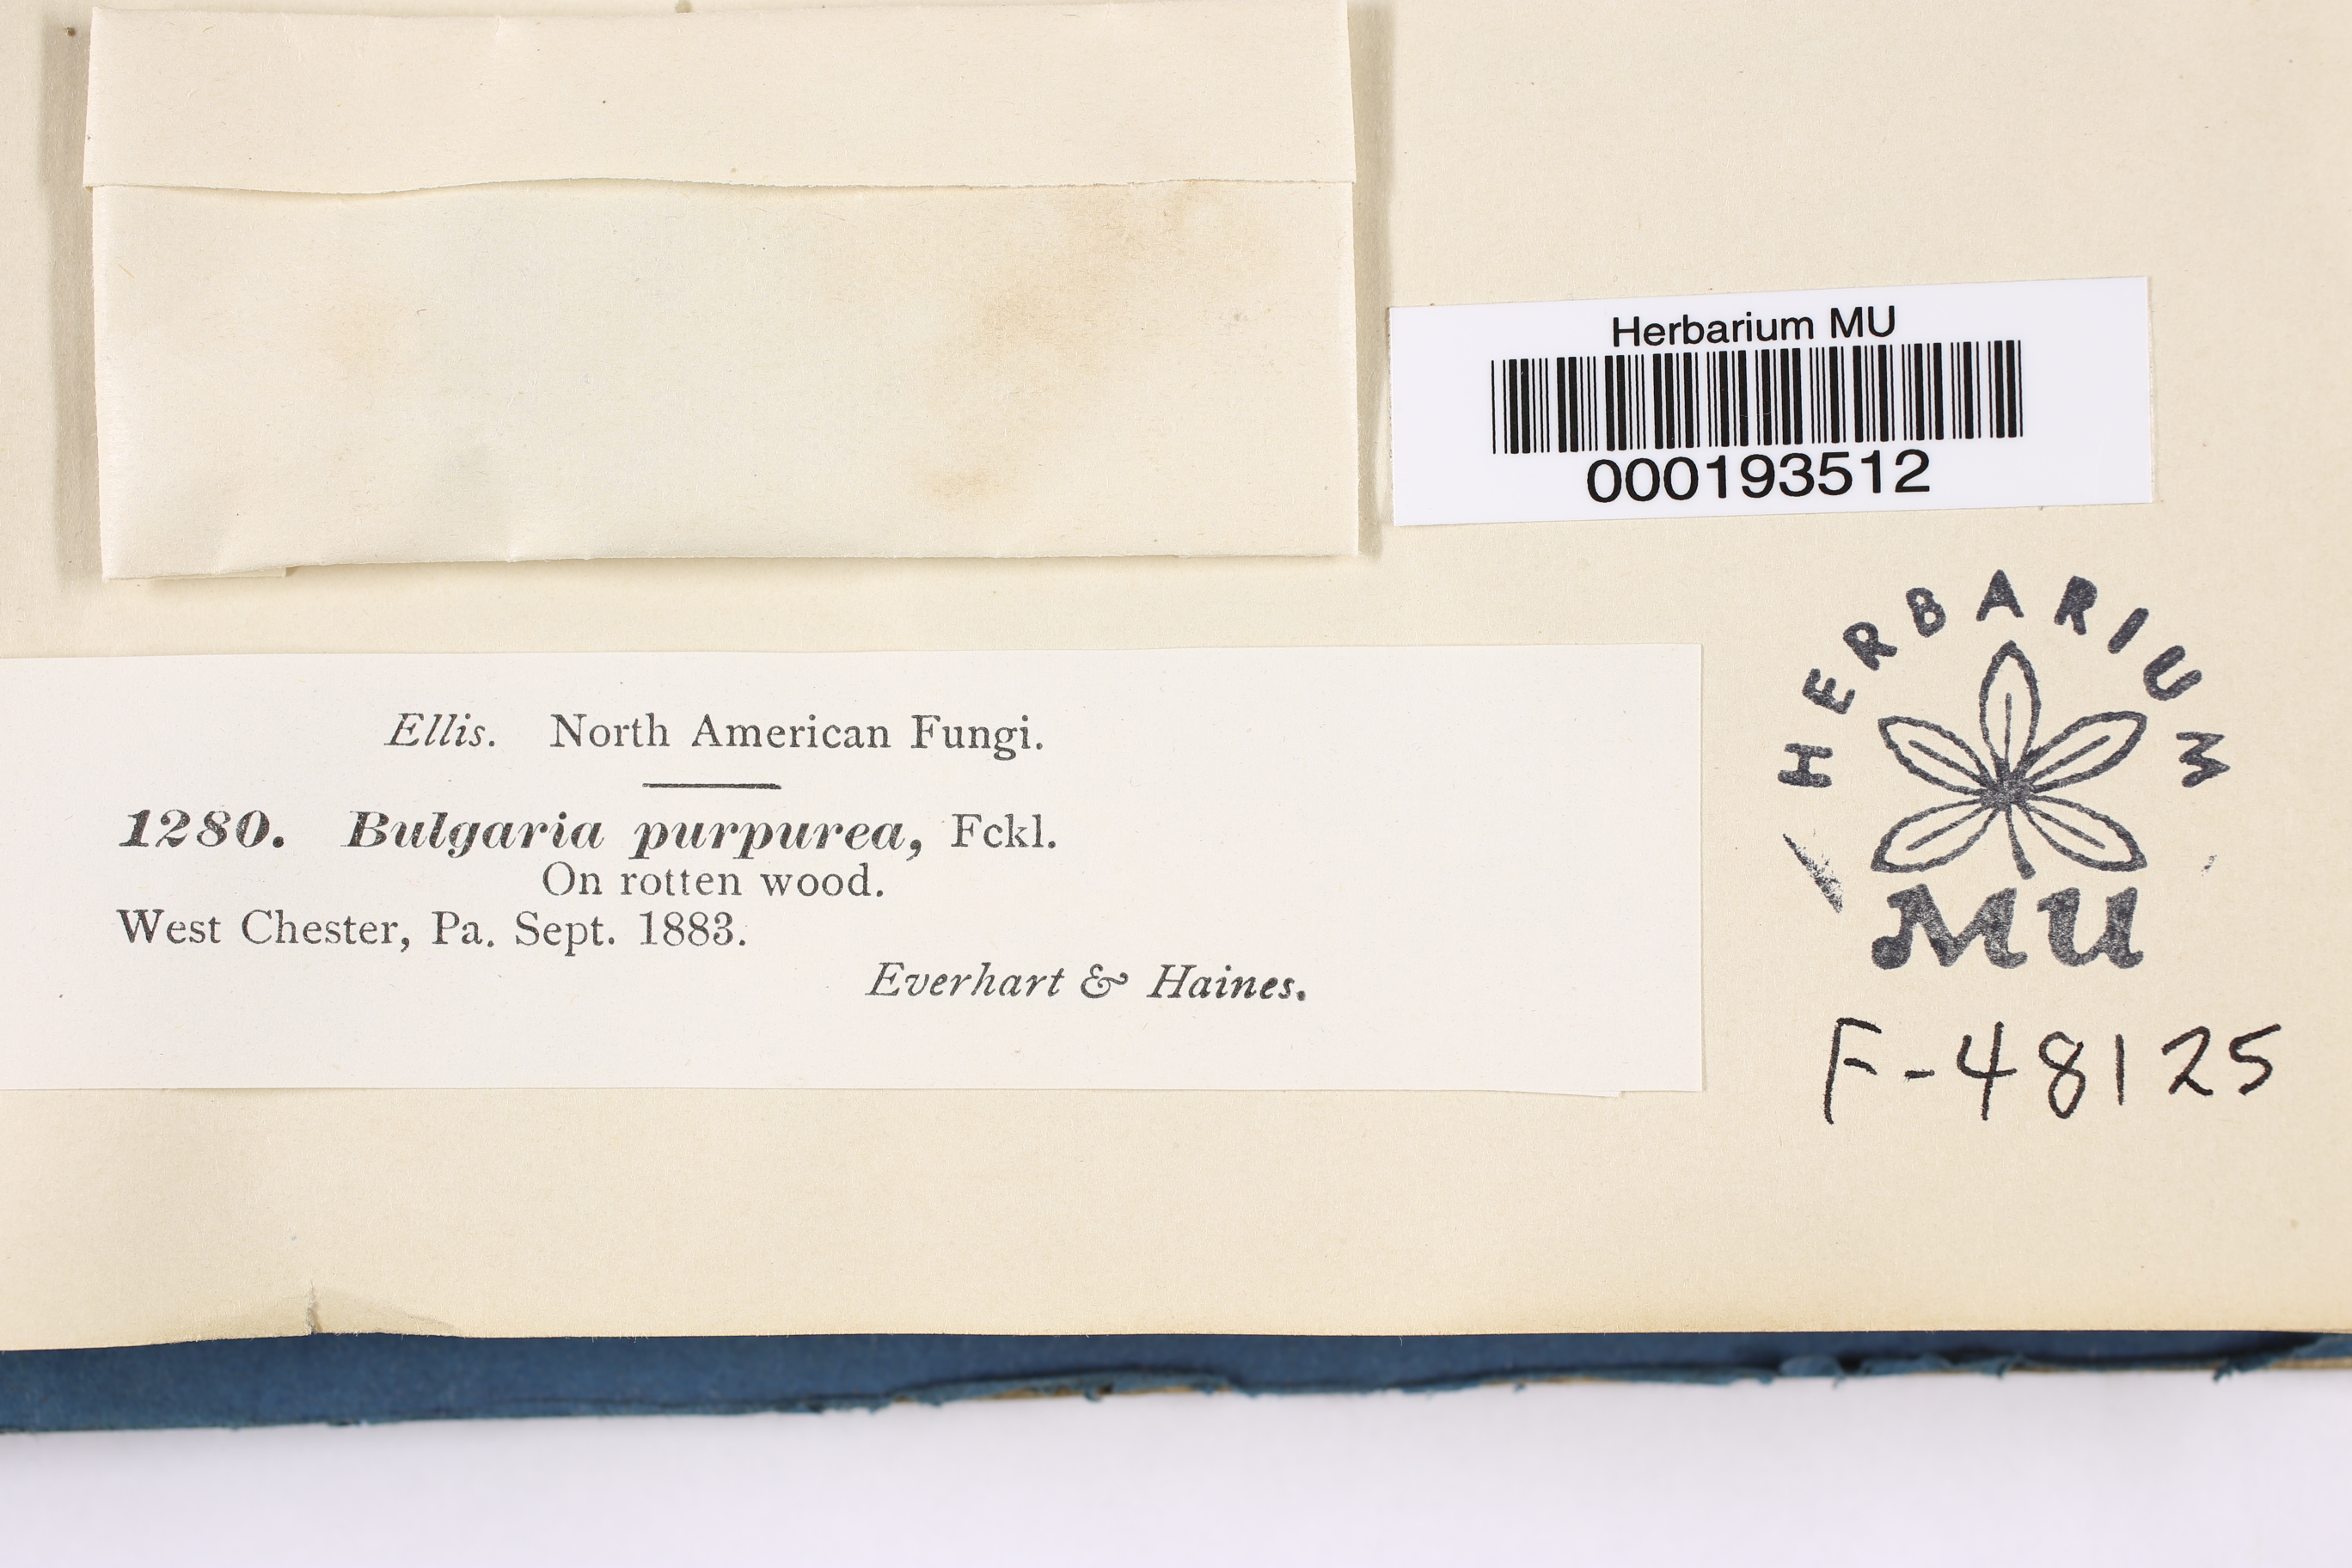 Herbarium MU
000193512
HERBARIUM
MU
F-48125
Ellis. North American Fungi.
1280. Bulgaria purpurea, Fckl.
On rotten wood.
West Chester, Pa. Sept. 1883.
Everhart & Haines.